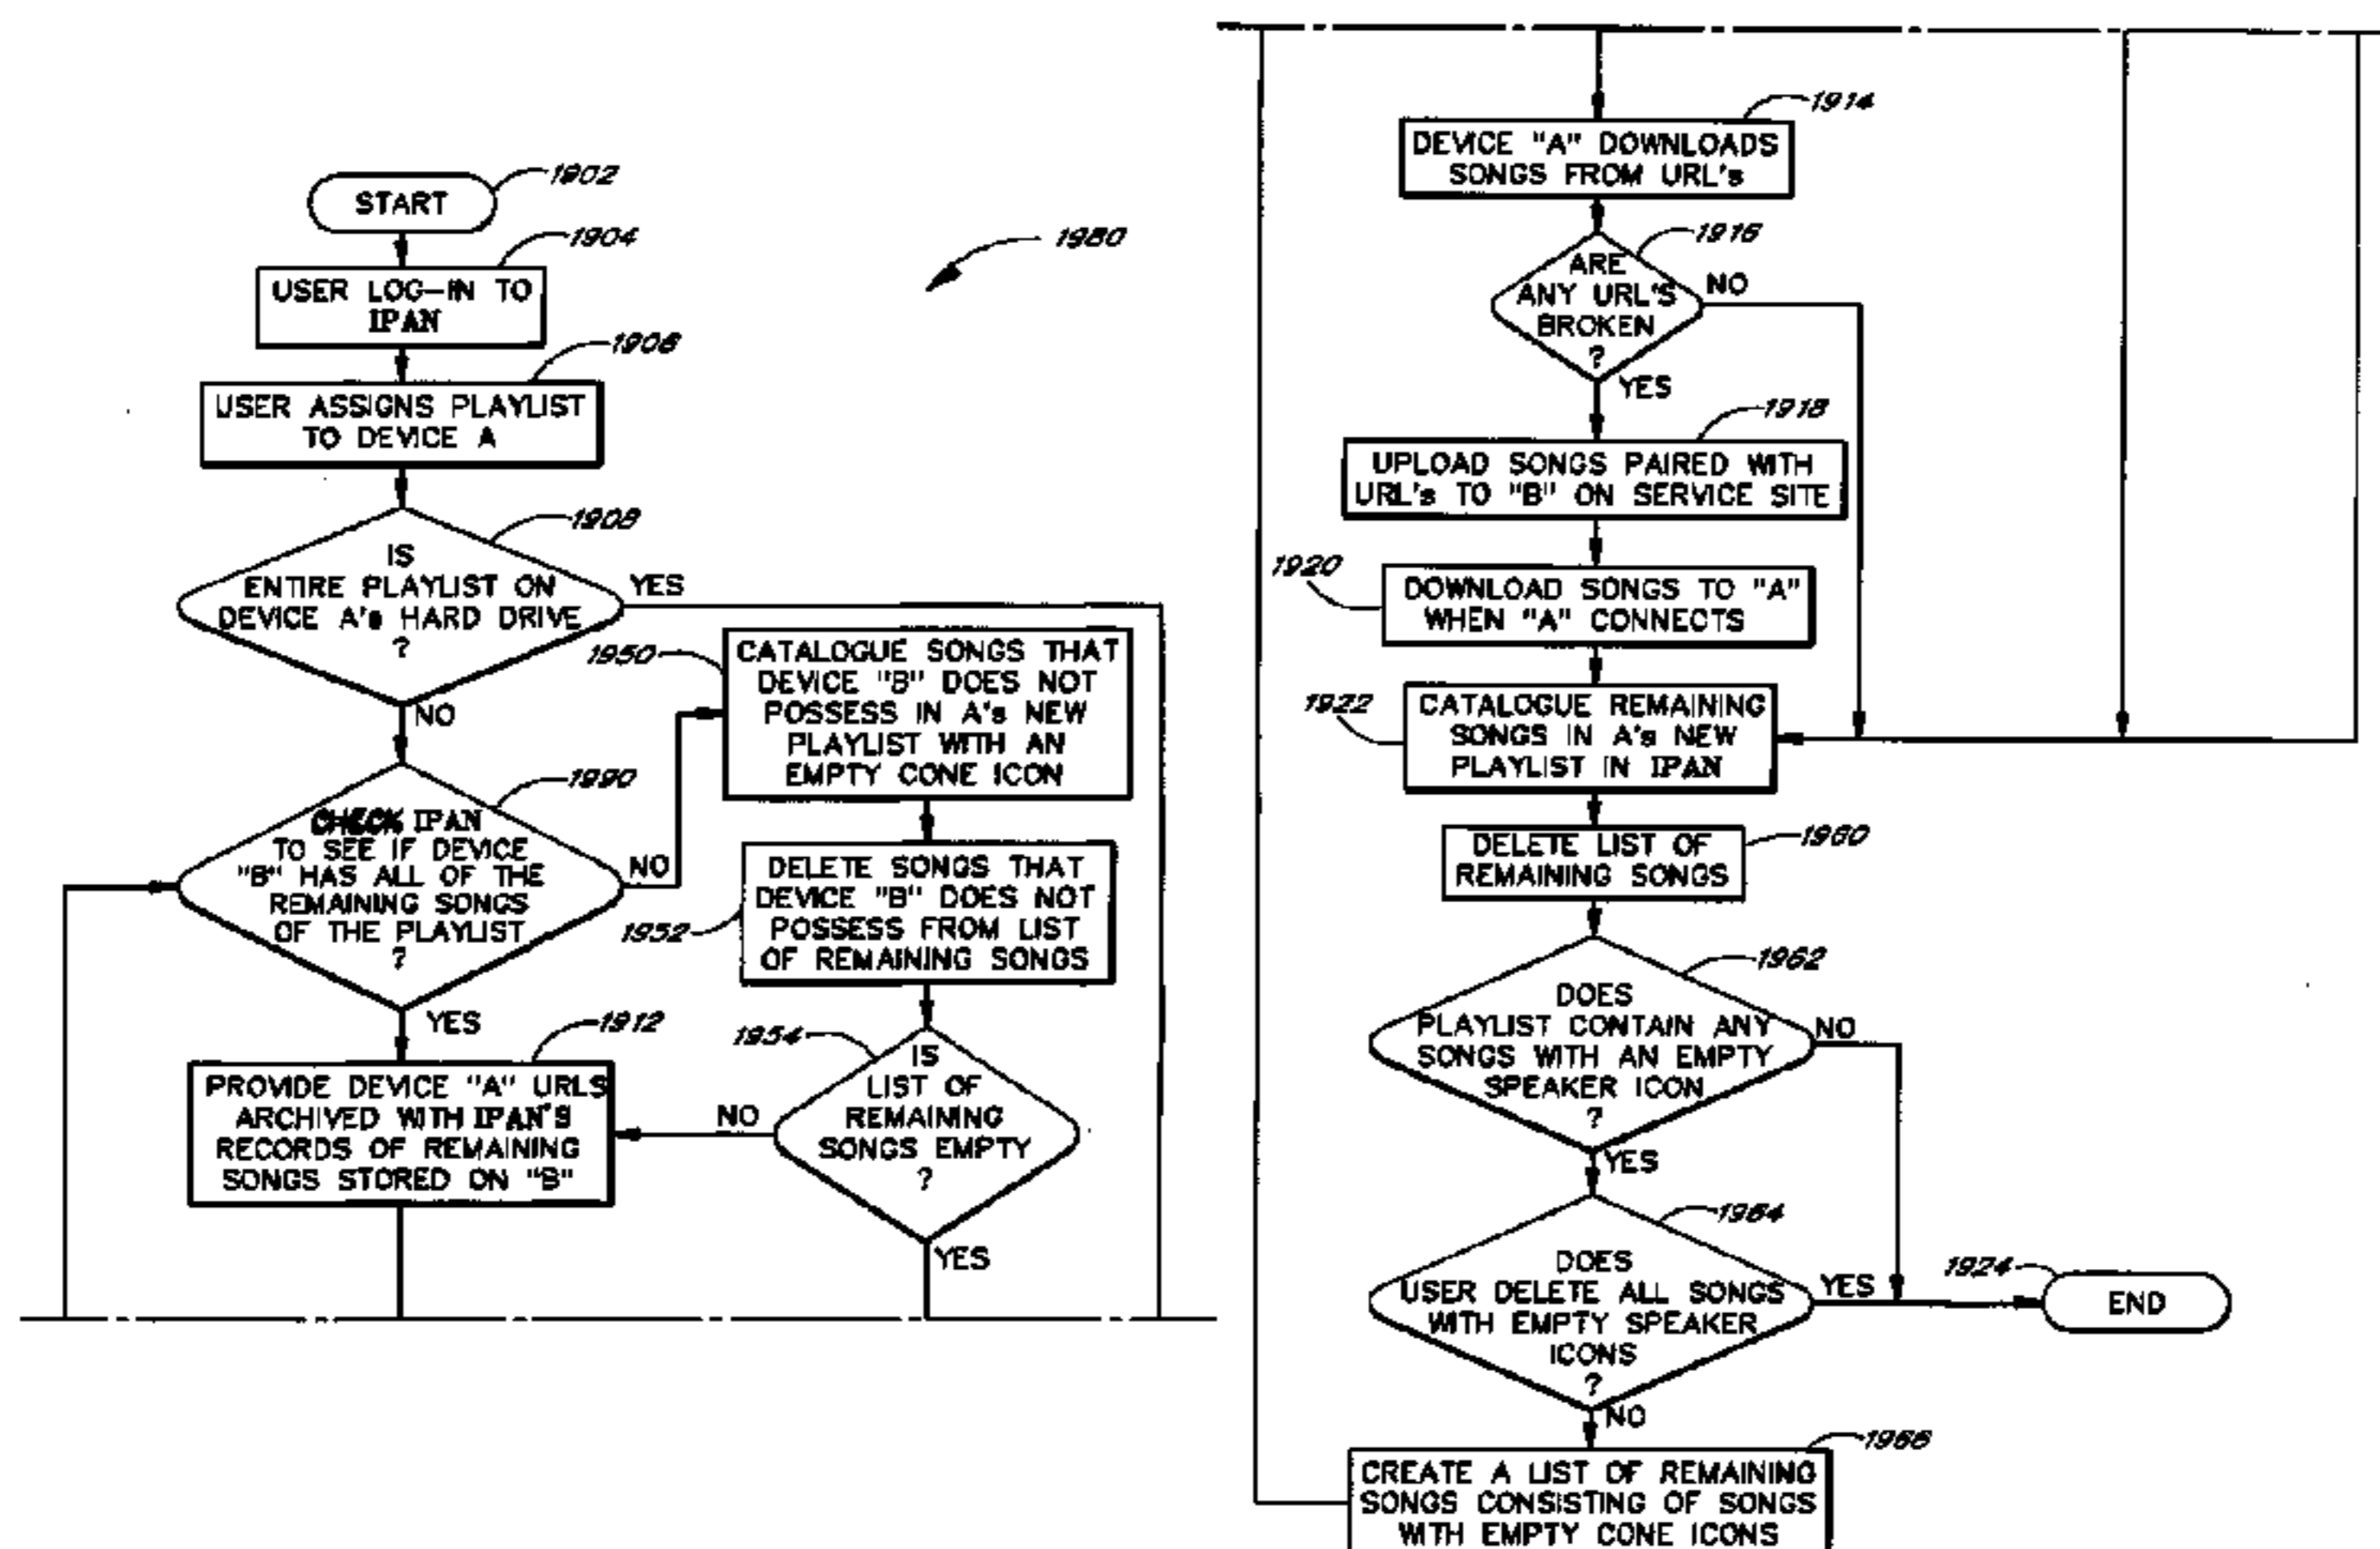 1902
START
1904
USER LOG-IN TO
IPAN
1980
1906
USER ASSIGNS PLAYLIST
TO DEVICE A
1908
IS
ENTIRE PLAYLIST ON
DEVICE A's HARD DRIVE
?
YES
NO
1950
CATALOGUE SONGS THAT
DEVICE "B" DOES NOT
POSSESS IN A's NEW
PLAYLIST WITH AN
EMPTY CONE ICON
1990
CHECK IPAN
TO SEE IF DEVICE
"B" HAS ALL OF THE
REMAINING SONGS
OF THE PLAYLIST
?
NO
YES
1952
DELETE SONGS THAT
DEVICE "B" DOES NOT
POSSESS FROM LIST
OF REMAINING SONGS
1912
PROVIDE DEVICE "A" URLS
ARCHIVED WITH IPAN'S
RECORDS OF REMAINING
SONGS STORED ON "B"
1954
IS
LIST OF
REMAINING
SONGS EMPTY
?
NO
YES
1914
DEVICE "A" DOWNLOADS
SONGS FROM URL's
1916
ARE
ANY URL'S
BROKEN
?
NO
YES
1918
UPLOAD SONGS PAIRED WITH
URL's TO "B" ON SERVICE SITE
1920
DOWNLOAD SONGS TO "A"
WHEN "A" CONNECTS
1922
CATALOGUE REMAINING
SONGS IN A's NEW
PLAYLIST IN IPAN
1960
DELETE LIST OF
REMAINING SONGS
1962
DOES
PLAYLIST CONTAIN ANY
SONGS WITH AN EMPTY
SPEAKER ICON
?
NO
YES
1964
DOES
USER DELETE ALL SONGS
WITH EMPTY SPEAKER
ICONS
?
YES
NO
1924
END
1966
CREATE A LIST OF REMAINING
SONGS CONSISTING OF SONGS
WITH EMPTY CONE ICONS